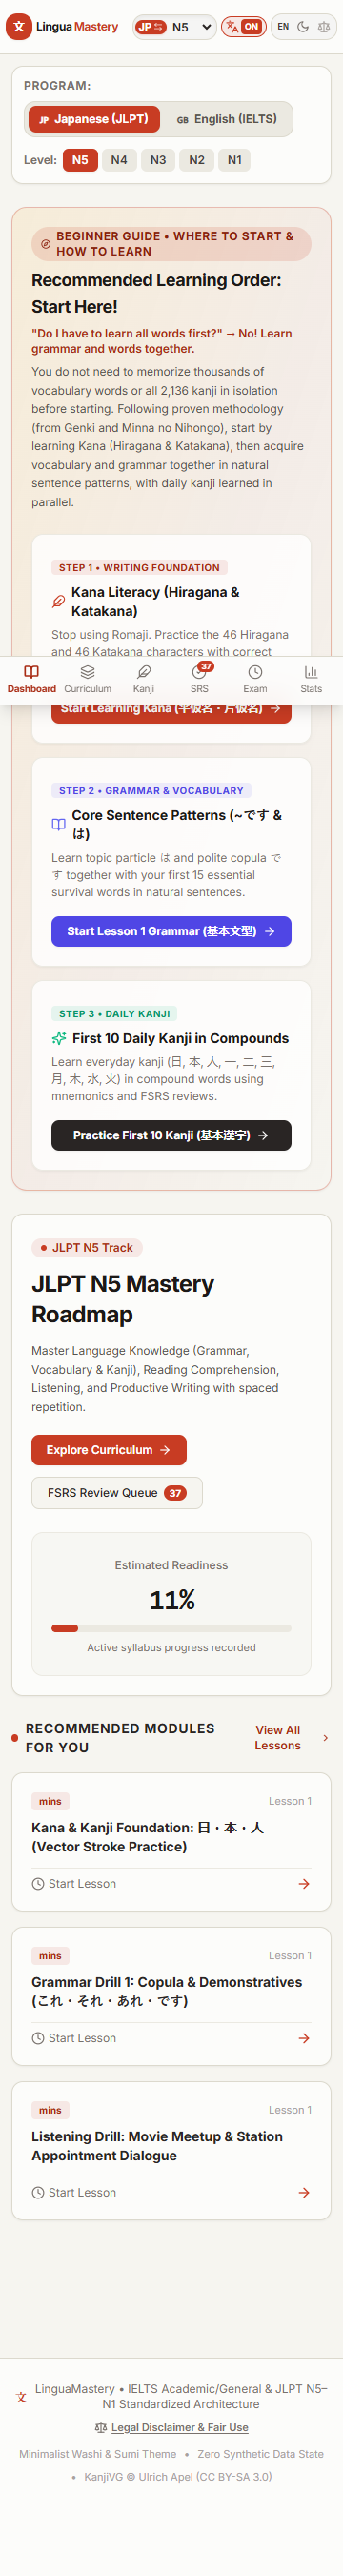 文 Lingua Mastery JP ⇆ N5 ON EN
PROGRAM:
JP Japanese (JLPT) GB English (IELTS)
Level: N5 N4 N3 N2 N1
BEGINNER GUIDE • WHERE TO START &
HOW TO LEARN
Recommended Learning Order:
Start Here!
"Do I have to learn all words first?" → No! Learn
grammar and words together.
You do not need to memorize thousands of
vocabulary words or all 2,136 kanji in isolation
before starting. Following proven methodology
(from Genki and Minna no Nihongo), start by
learning Kana (Hiragana & Katakana), then acquire
vocabulary and grammar together in natural
sentence patterns, with daily kanji learned in
parallel.
STEP 1 • WRITING FOUNDATION
Kana Literacy (Hiragana &
Katakana)
Stop using Romaji. Practice the 46 Hiragana
and 46 Katakana characters with correct
37
Dashboard Curriculum Kanji SRS Exam Stats
Start Learning Kana (平仮名・片仮名) →
STEP 2 • GRAMMAR & VOCABULARY
Core Sentence Patterns (~です &
は)
Learn topic particle は and polite copula で
す together with your first 15 essential
survival words in natural sentences.
Start Lesson 1 Grammar (基本文型) →
STEP 3 • DAILY KANJI
First 10 Daily Kanji in Compounds
Learn everyday kanji (日, 本, 人, 一, 二, 三,
月, 木, 水, 火) in compound words using
mnemonics and FSRS reviews.
Practice First 10 Kanji (基本漢字) →
• JLPT N5 Track
JLPT N5 Mastery
Roadmap
Master Language Knowledge (Grammar,
Vocabulary & Kanji), Reading Comprehension,
Listening, and Productive Writing with spaced
repetition.
Explore Curriculum →
FSRS Review Queue 37
Estimated Readiness
11%
Active syllabus progress recorded
RECOMMENDED MODULES
FOR YOU
View All
Lessons
mins Lesson 1
Kana & Kanji Foundation: 日・本・人
(Vector Stroke Practice)
Start Lesson →
mins Lesson 1
Grammar Drill 1: Copula & Demonstratives
(これ・それ・あれ・です)
Start Lesson →
mins Lesson 1
Listening Drill: Movie Meetup & Station
Appointment Dialogue
Start Lesson →
文 LinguaMastery • IELTS Academic/General & JLPT N5–
N1 Standardized Architecture
Legal Disclaimer & Fair Use
Minimalist Washi & Sumi Theme • Zero Synthetic Data State
• KanjiVG © Ulrich Apel (CC BY-SA 3.0)